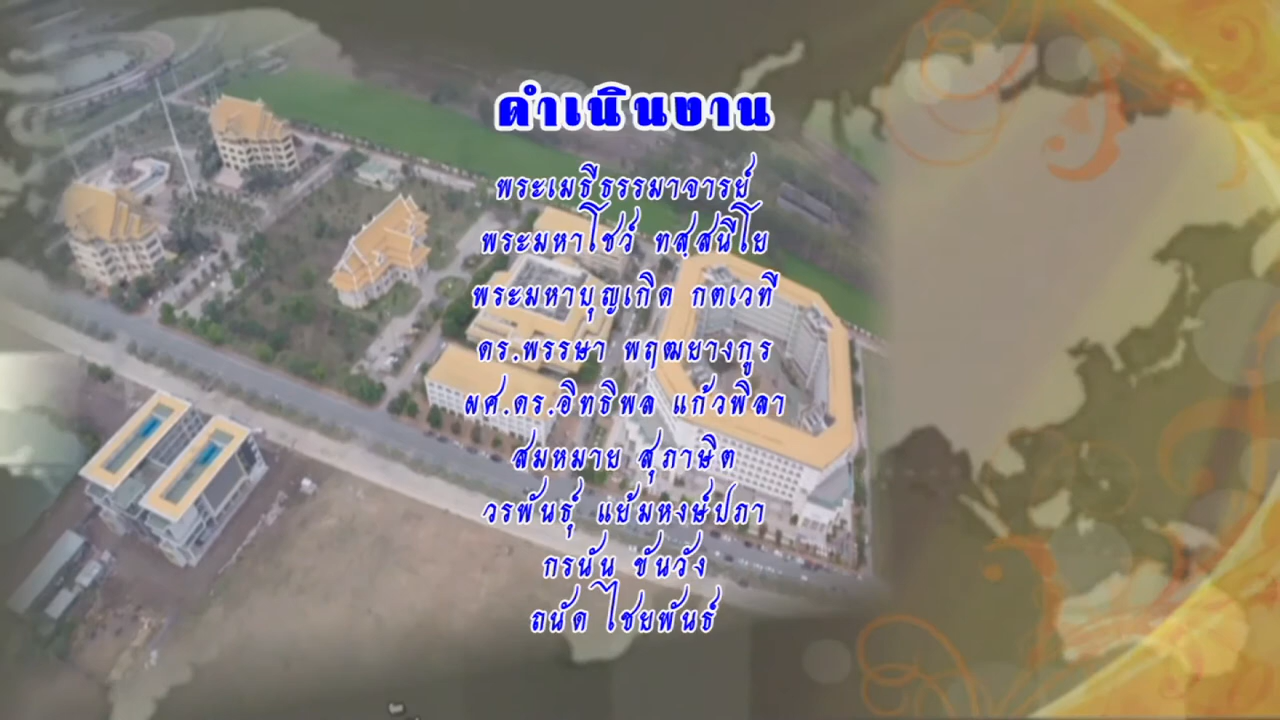 ดำเนินงาน
พระเมธีธรรมาจารย์
พระมหาโชว์ ทสฺสนีโย
พระมหาบุญเกิด กตเวที
ดร.พรรษา พฤฒยางกูร
ผศ.ดร.อิทธิพล แก้วพิลา
สมหมาย สุภาษิต
วรพันธุ์ แย้มหงษ์ปภา
กรนัน ขันวัง
ถนัด ไชยพันธ์